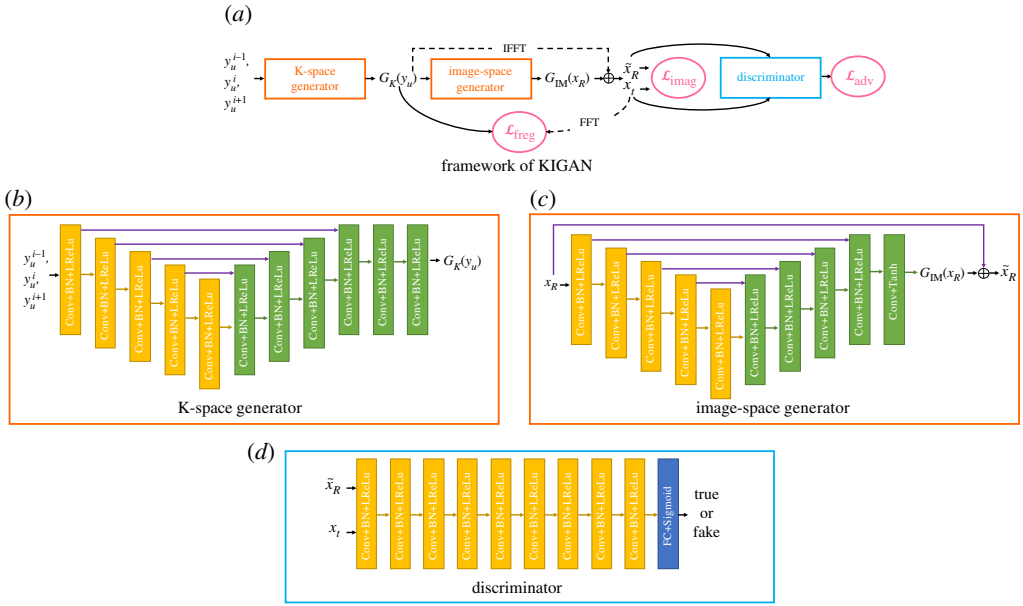 (a)
y_u^{i−1},
y_u^i,
y_u^{i+1}
K-space
generator
G_K(y_u)
IFFT
image-space
generator
G_IM(x_R)
x̃_R
x_t
ℒ_imag
discriminator
ℒ_adv
ℒ_freg
FFT
framework of KIGAN
(b)
y_u^{i−1},
y_u^i,
y_u^{i+1}
Conv+BN+LReLu
Conv+BN+LReLu
Conv+BN+LReLu
Conv+BN+LReLu
Conv+BN+LReLu
Conv+BN+LReLu
Conv+BN+LReLu
Conv+BN+LReLu
Conv+BN+LReLu
Conv+BN+LReLu
Conv+BN+LReLu
G_K(y_u)
K-space generator
(c)
x_R
Conv+BN+LReLu
Conv+BN+LReLu
Conv+BN+LReLu
Conv+BN+LReLu
Conv+BN+LReLu
Conv+BN+LReLu
Conv+BN+LReLu
Conv+BN+LReLu
Conv+BN+LReLu
Conv+Tanh
G_IM(x_R)
x̃_R
image-space generator
(d)
x̃_R
x_t
Conv+BN+LReLu
Conv+BN+LReLu
Conv+BN+LReLu
Conv+BN+LReLu
Conv+BN+LReLu
Conv+BN+LReLu
Conv+BN+LReLu
Conv+BN+LReLu
Conv+BN+LReLu
FC+Sigmoid
true
or
fake
discriminator